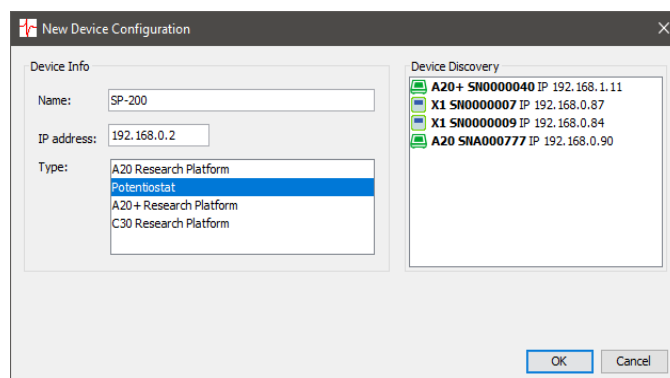 New Device Configuration
Device Info
Name:
SP-200
IP address:
192.168.0.2
Type:
A20 Research Platform
Potentiostat
A20+ Research Platform
C30 Research Platform
Device Discovery
A20+ SN0000040 IP 192.168.1.11
X1 SN0000007 IP 192.168.0.87
X1 SN0000009 IP 192.168.0.84
A20 SNA000777 IP 192.168.0.90
OK
Cancel